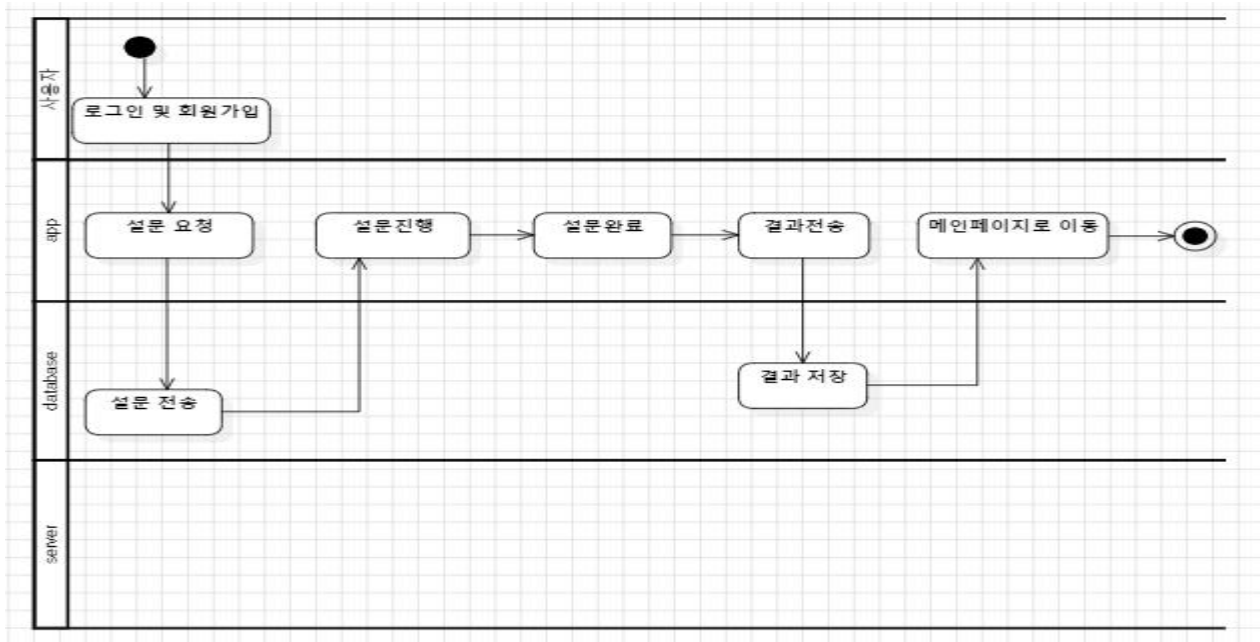 사용자
로그인 및 회원가입
app
설문 요청
설문진행
설문완료
결과전송
메인페이지로 이동
database
설문 전송
결과 저장
server